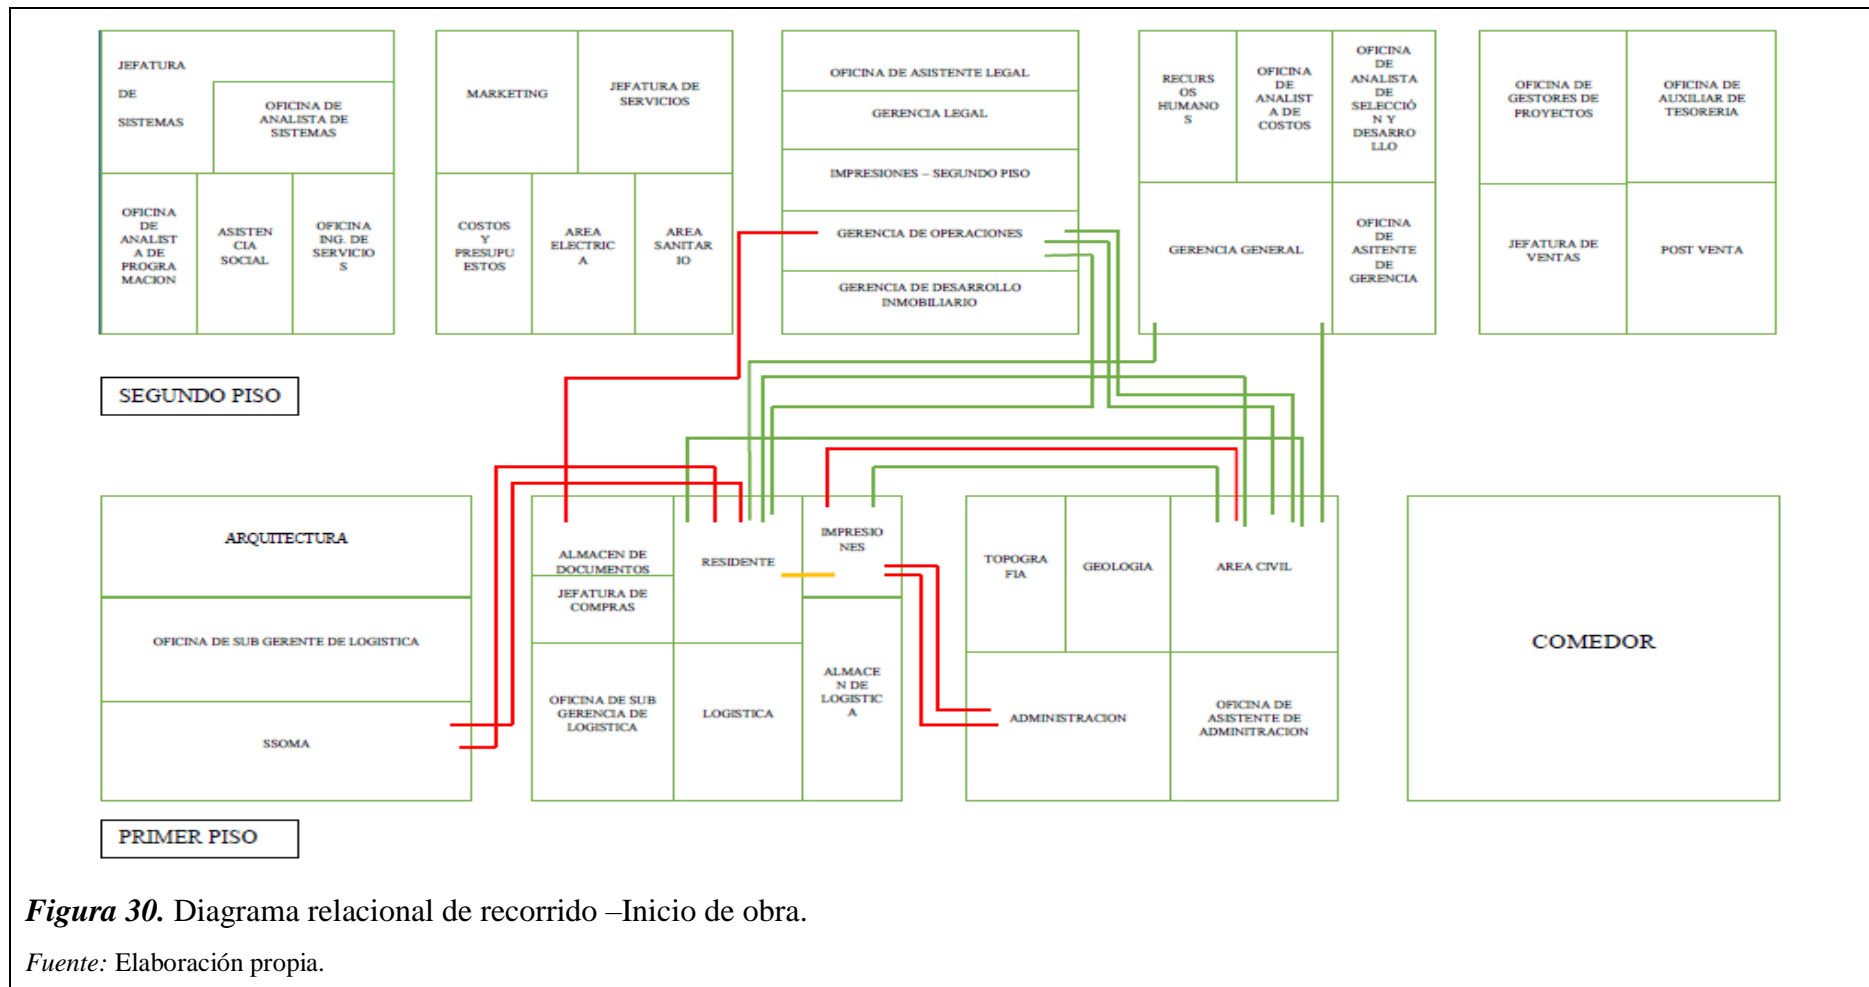 JEFATURA
DE
SISTEMAS
OFICINA DE
ANALISTA DE
SISTEMAS
OFICINA
DE
ANALIST
A DE
PROGRA
MACION
ASISTEN
CIA
SOCIAL
OFICINA
ING. DE
SERVICIO
S
MARKETING
JEFATURA DE
SERVICIOS
COSTOS
Y
PRESUPU
ESTOS
AREA
ELECTRIC
A
AREA
SANITAR
IO
OFICINA DE ASISTENTE LEGAL
GERENCIA LEGAL
IMPRESIONES – SEGUNDO PISO
GERENCIA DE OPERACIONES
GERENCIA DE DESARROLLO
INMOBILIARIO
RECURS
OS
HUMANO
S
OFICINA
DE
ANALIST
A DE
COSTOS
OFICINA
DE
ANALISTA
DE
SELECCIÓ
N Y
DESARRO
LLO
GERENCIA GENERAL
OFICINA
DE
ASITENTE
DE
GERENCIA
OFICINA DE
GESTORES DE
PROYECTOS
OFICINA DE
AUXILIAR DE
TESORERIA
JEFATURA DE
VENTAS
POST VENTA
SEGUNDO PISO
ARQUITECTURA
OFICINA DE SUB GERENTE DE LOGISTICA
SSOMA
ALMACEN DE
DOCUMENTOS
JEFATURA DE
COMPRAS
OFICINA DE SUB
GERENCIA DE
LOGISTICA
RESIDENTE
LOGISTICA
IMPRESIO
NES
ALMACE
N DE
LOGISTIC
A
TOPOGRA
FIA
GEOLOGIA
AREA CIVIL
ADMINISTRACION
OFICINA DE
ASISTENTE DE
ADMINITRACION
COMEDOR
PRIMER PISO
Figura 30. Diagrama relacional de recorrido –Inicio de obra.
Fuente: Elaboración propia.